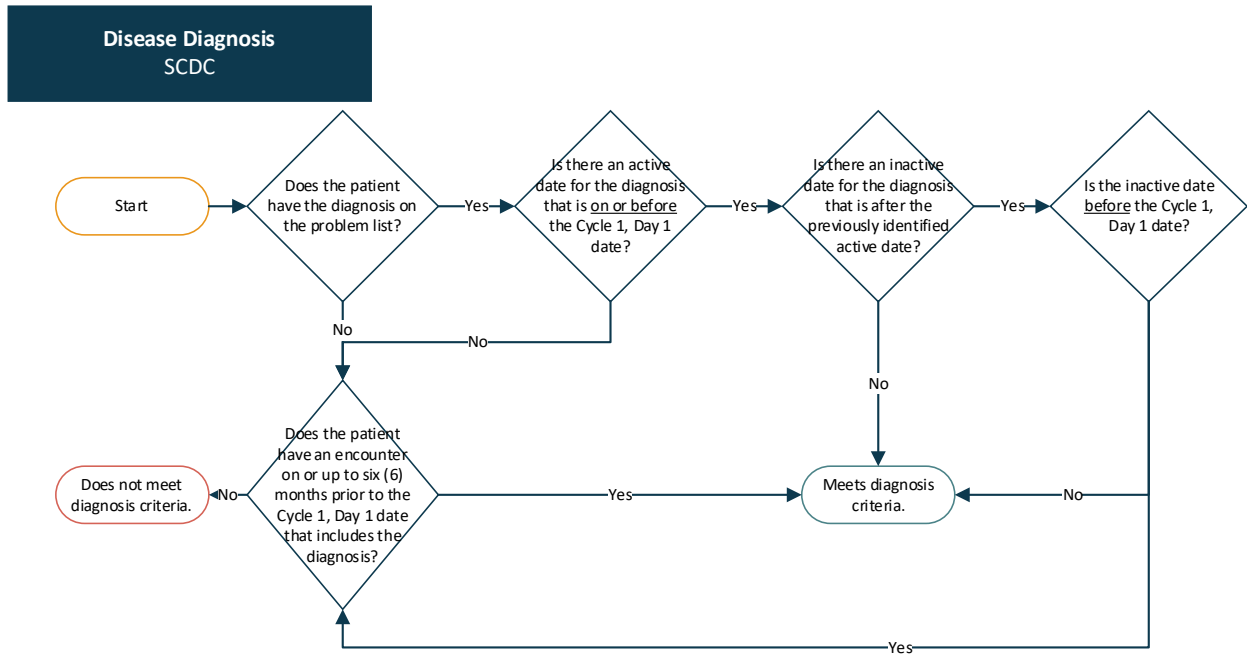 Disease Diagnosis
SCDC
Start
Does the patient
have the diagnosis on
the problem list?
Yes
Is there an active
date for the diagnosis
that is on or before
the Cycle 1, Day 1
date?
Yes
Is there an inactive
date for the diagnosis
that is after the
previously identified
active date?
Yes
Is the inactive date
before the Cycle 1,
Day 1 date?
No
No
No
Does the patient
have an encounter
on or up to six (6)
months prior to the
Cycle 1, Day 1 date
that includes the
diagnosis?
No
Does not meet
diagnosis criteria.
Yes
Meets diagnosis
criteria.
No
Yes